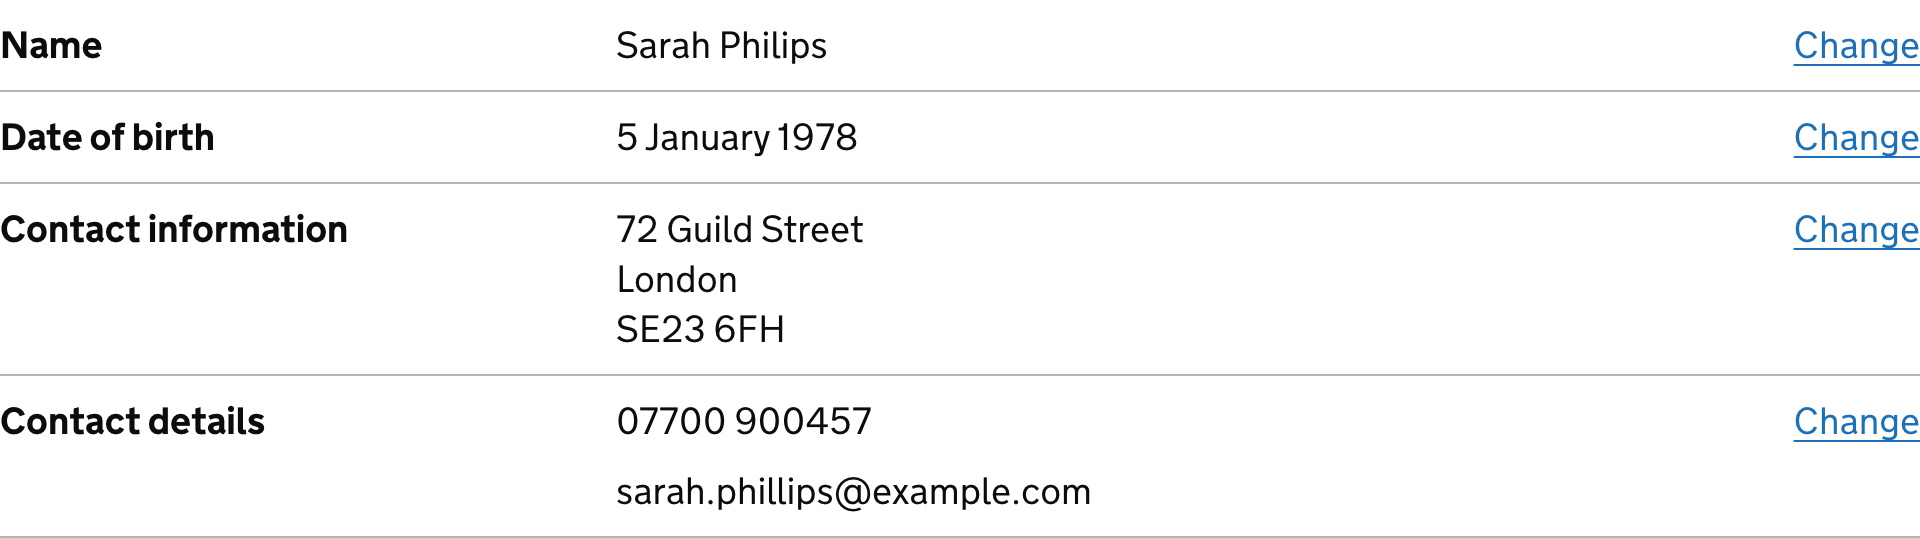 Name Sarah Philips Change
Date of birth 5 January 1978 Change
Contact information 72 Guild Street Change
London
SE23 6FH
Contact details 07700 900457 Change
sarah.phillips@example.com